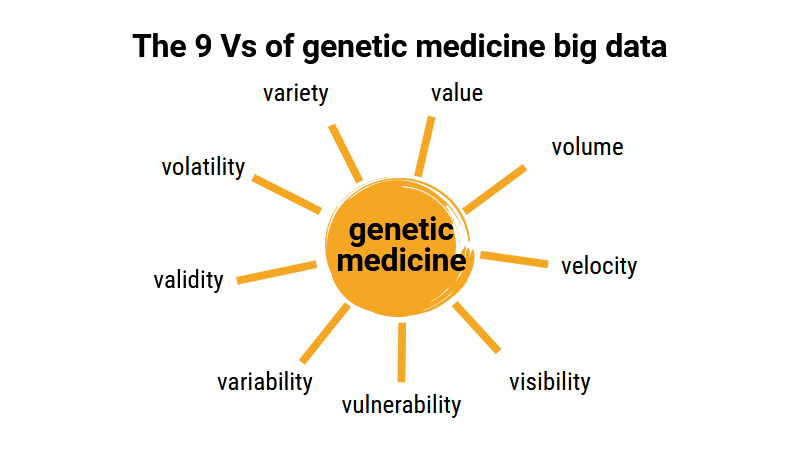 The 9 Vs of genetic medicine big data
variety
value
volume
volatility
genetic
medicine
velocity
validity
variability
visibility
vulnerability